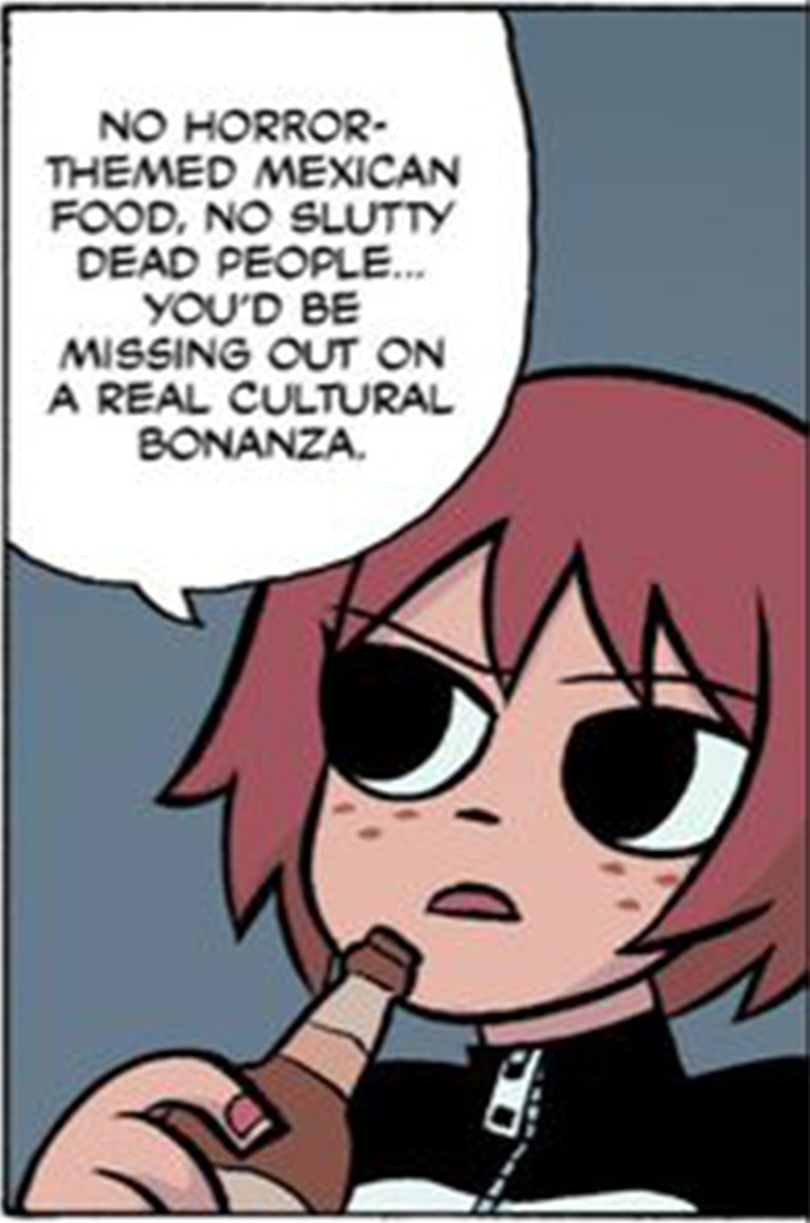 NO HORROR-
THEMED MEXICAN
FOOD, NO SLUTTY
DEAD PEOPLE...
YOU'D BE
MISSING OUT ON
A REAL CULTURAL
BONANZA.